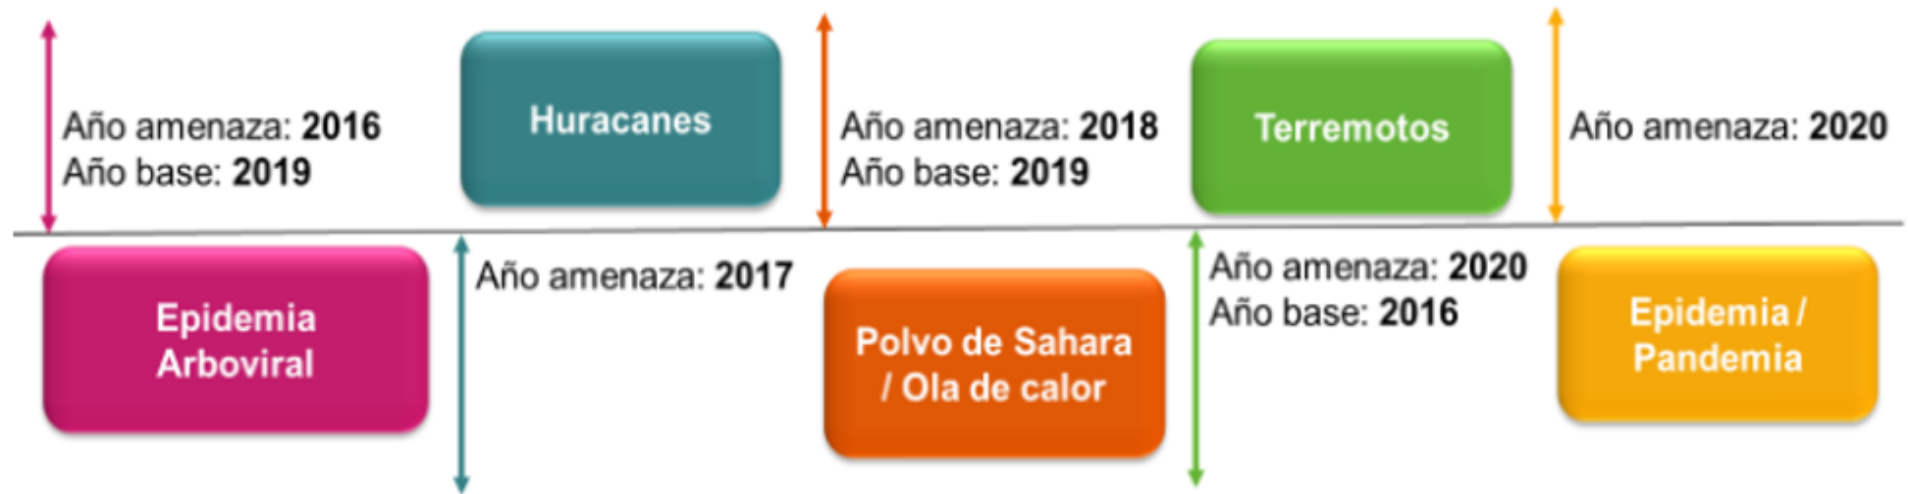 Año amenaza: 2016
Año base: 2019
Epidemia
Arboviral
Huracanes
Año amenaza: 2017
Año amenaza: 2018
Año base: 2019
Polvo de Sahara
/ Ola de calor
Terremotos
Año amenaza: 2020
Año base: 2016
Año amenaza: 2020
Epidemia /
Pandemia